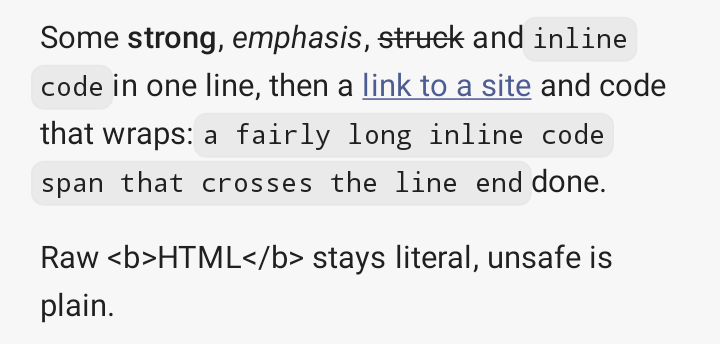 Some strong, emphasis, struck and inline
code in one line, then a link to a site and code
that wraps: a fairly long inline code
span that crosses the line end done.
Raw <b>HTML</b> stays literal, unsafe is
plain.